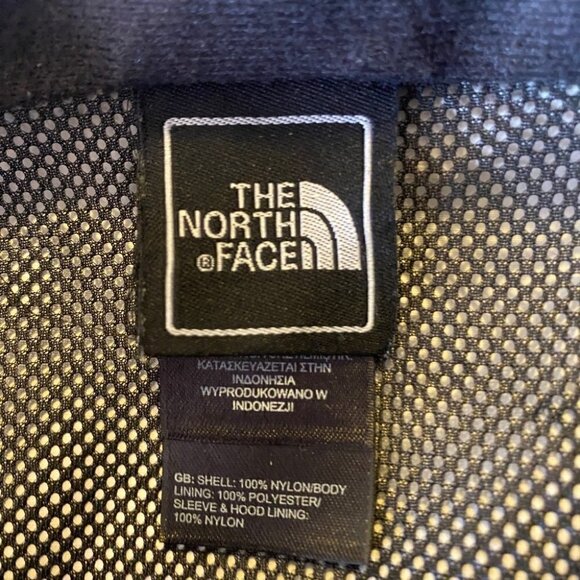 THE
NORTH
® FACE
ΚΑΤΑΣΚΕΥΑΖΕΤΑΙ ΣΤΗΝ
ΙΝΔΟΝΗΣΙΑ
WYPRODUKOWANO W
INDONEZJI
GB: SHELL: 100% NYLON/BODY
LINING: 100% POLYESTER/
SLEEVE & HOOD LINING:
100% NYLON